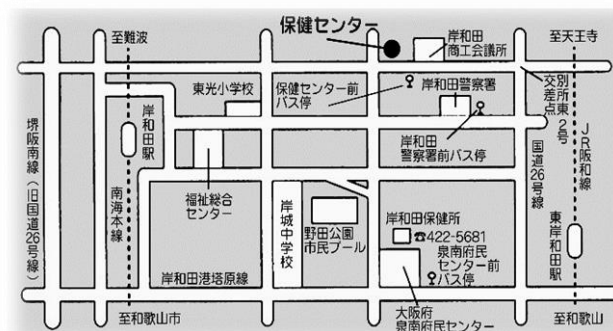 保健センター
至難波
岸和田
商工会議所
至天王寺
東光小学校
保健センター前
バス停
岸和田警察署
別所東2号
交差点
岸和田駅
岸和田
警察署前バス停
国道26号線
JR阪和線
堺阪南線(旧国道26号線)
南海本線
福祉総合
センター
岸城中学校
野田公園
市民プール
岸和田保健所
☎422-5681
泉南府民
センター前
バス停
東岸和田駅
岸和田港塔原線
至和歌山市
大阪府
泉南府民センター
至和歌山